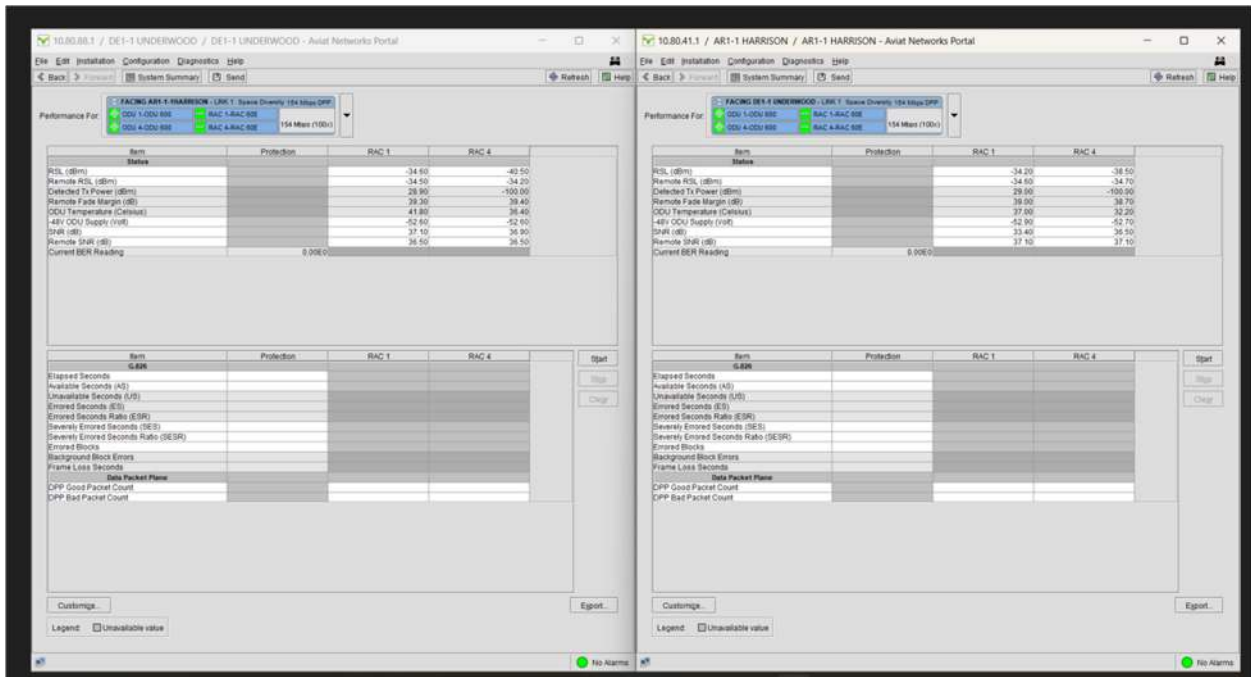 10.80.88.1 / DE1-1 UNDERWOOD / DE1-1 UNDERWOOD - Aviat Networks Portal
File Edit Installation Configuration Diagnostics Help
Back Forward System Summary Send Refresh Help
Performance For:
FACING AR1-1-1HARRISON - LINK 1 Space Diversity 154 Mbps DPP
ODU 1-ODU 600 RAC 1-RAC 60E
ODU 4-ODU 600 RAC 4-RAC 60E
154 Mbps (100x)
Item Protection RAC 1 RAC 4
Status
RSL (dBm) -34.60 -40.50
Remote RSL (dBm) -34.50 -34.20
Detected Tx Power (dBm) 28.90 -100.00
Remote Fade Margin (dB) 39.30 39.40
ODU Temperature (Celsius) 41.80 36.40
-48V ODU Supply (Volt) -52.60 -52.60
SNR (dB) 37.10 36.90
Remote SNR (dB) 36.50 36.50
Current BER Reading 0.00E0
Item Protection RAC 1 RAC 4
G.826
Elapsed Seconds
Available Seconds (AS)
Unavailable Seconds (US)
Errored Seconds (ES)
Errored Seconds Ratio (ESR)
Severely Errored Seconds (SES)
Severely Errored Seconds Ratio (SESR)
Errored Blocks
Background Block Errors
Frame Loss Seconds
Data Packet Plane
DPP Good Packet Count
DPP Bad Packet Count
Start
Stop
Clear
Customize... Export...
Legend: Unavailable value
No Alarms
10.80.41.1 / AR1-1 HARRISON / AR1-1 HARRISON - Aviat Networks Portal
File Edit Installation Configuration Diagnostics Help
Back Forward System Summary Send Refresh Help
Performance For:
FACING DE1-1 UNDERWOOD - LINK 1 Space Diversity 154 Mbps DPP
ODU 1-ODU 600 RAC 1-RAC 60E
ODU 4-ODU 600 RAC 4-RAC 60E
154 Mbps (100x)
Item Protection RAC 1 RAC 4
Status
RSL (dBm) -34.20 -38.50
Remote RSL (dBm) -34.60 -34.70
Detected Tx Power (dBm) 29.00 -100.00
Remote Fade Margin (dB) 39.00 38.70
ODU Temperature (Celsius) 37.00 32.20
-48V ODU Supply (Volt) -52.90 -52.70
SNR (dB) 33.40 36.50
Remote SNR (dB) 37.10 37.10
Current BER Reading 0.00E0
Item Protection RAC 1 RAC 4
G.826
Elapsed Seconds
Available Seconds (AS)
Unavailable Seconds (US)
Errored Seconds (ES)
Errored Seconds Ratio (ESR)
Severely Errored Seconds (SES)
Severely Errored Seconds Ratio (SESR)
Errored Blocks
Background Block Errors
Frame Loss Seconds
Data Packet Plane
DPP Good Packet Count
DPP Bad Packet Count
Start
Stop
Clear
Customize... Export...
Legend: Unavailable value
No Alarms